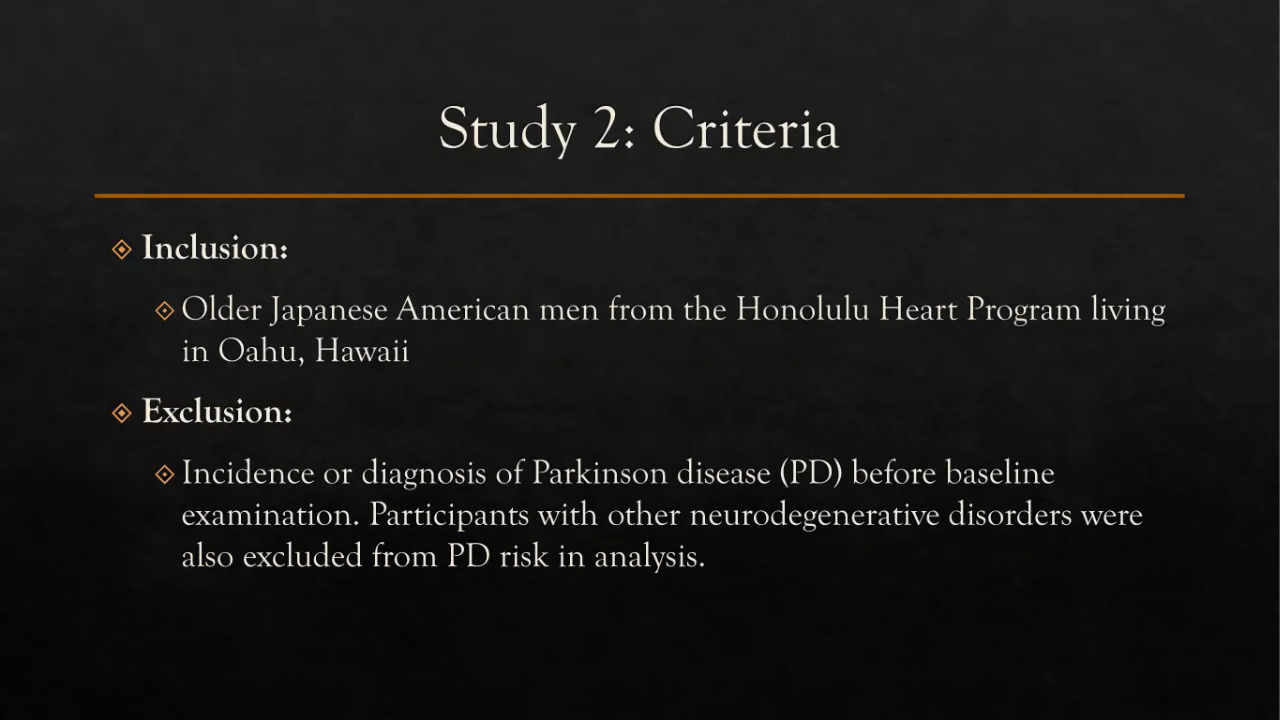 Study 2: Criteria
Inclusion:
Older Japanese American men from the Honolulu Heart Program living
in Oahu, Hawaii
Exclusion:
Incidence or diagnosis of Parkinson disease (PD) before baseline
examination. Participants with other neurodegenerative disorders were
also excluded from PD risk in analysis.